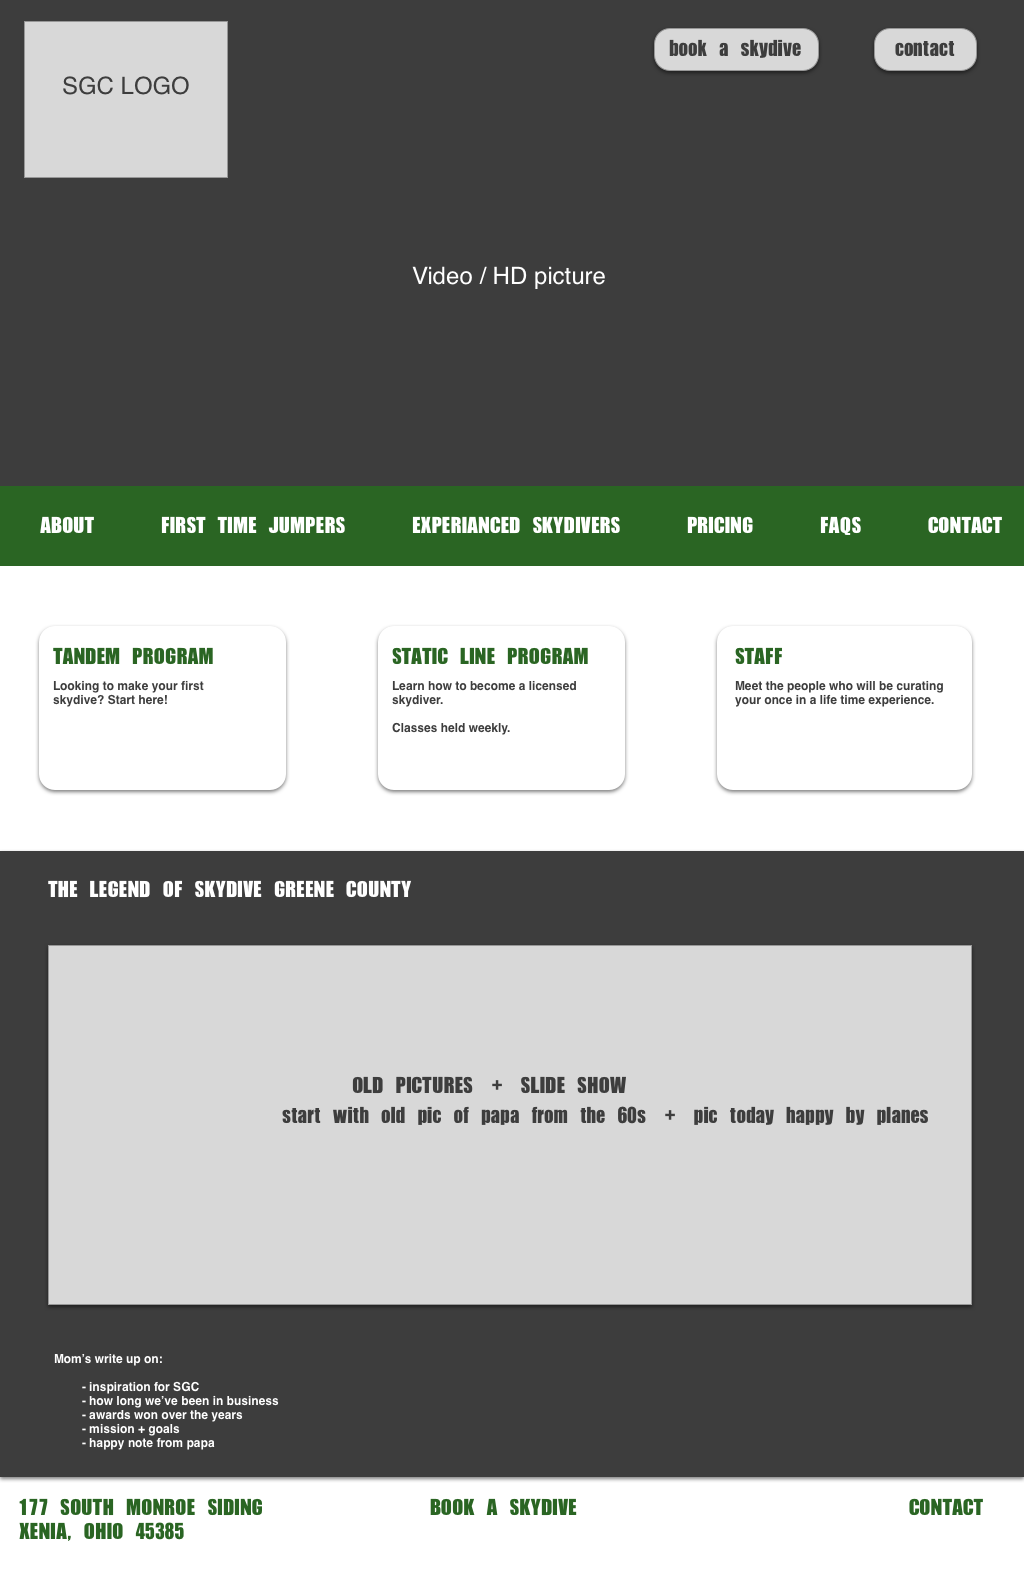 SGC LOGO
book a skydive
contact
Video / HD picture
ABOUT
FIRST TIME JUMPERS
EXPERIANCED SKYDIVERS
PRICING
FAQS
CONTACT
TANDEM PROGRAM
Looking to make your first
skydive? Start here!
STATIC LINE PROGRAM
Learn how to become a licensed
skydiver.
Classes held weekly.
STAFF
Meet the people who will be curating
your once in a life time experience.
THE LEGEND OF SKYDIVE GREENE COUNTY
OLD PICTURES + SLIDE SHOW
start with old pic of papa from the 60s + pic today happy by planes
Mom's write up on:
- inspiration for SGC
- how long we've been in business
- awards won over the years
- mission + goals
- happy note from papa
177 SOUTH MONROE SIDING
XENIA, OHIO 45385
BOOK A SKYDIVE
CONTACT